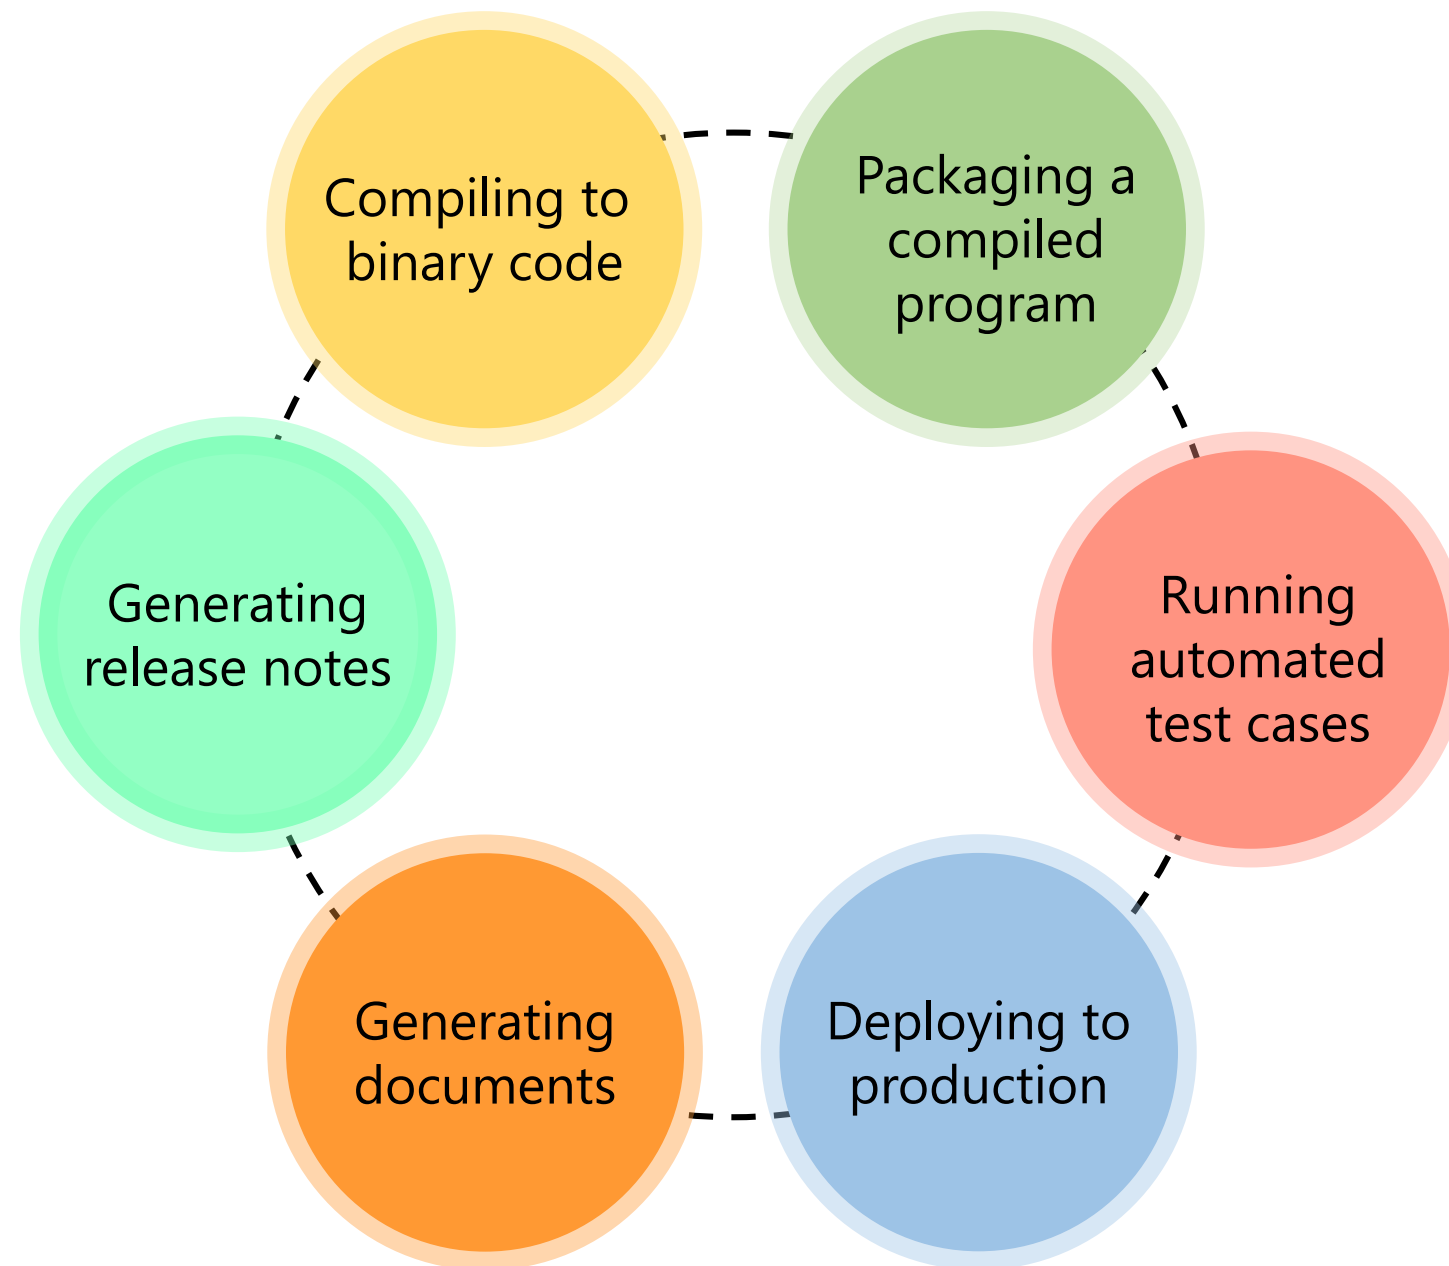 Compiling to
binary code
Packaging a
compiled
program
Running
automated
test cases
Deploying to
production
Generating
documents
Generating
release notes